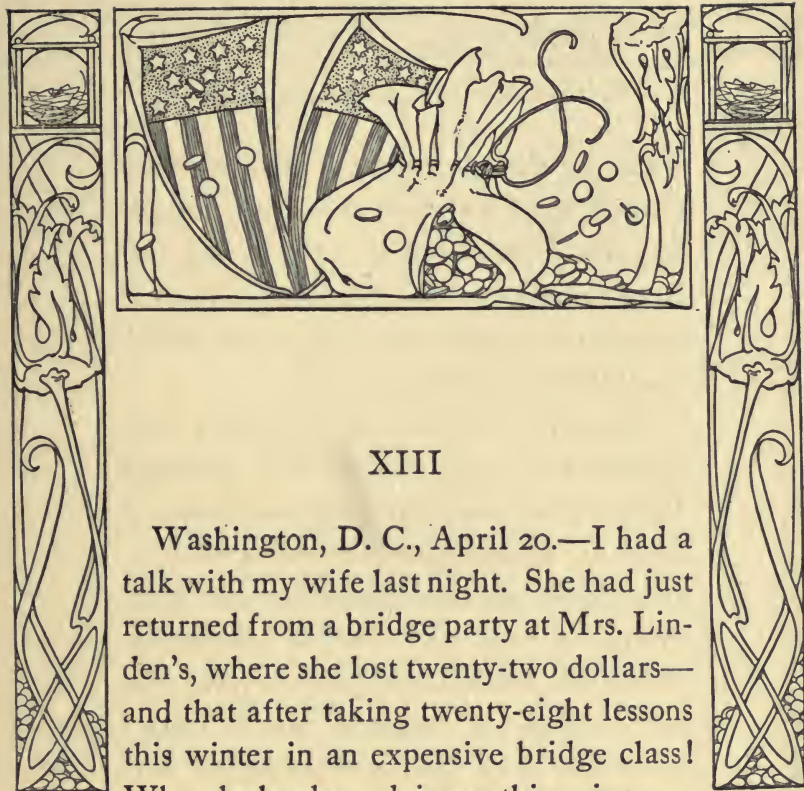 XIII
Washington, D. C., April 20.—I had a
talk with my wife last night. She had just
returned from a bridge party at Mrs. Lin-
den's, where she lost twenty-two dollars—
and that after taking twenty-eight lessons
this winter in an expensive bridge class!